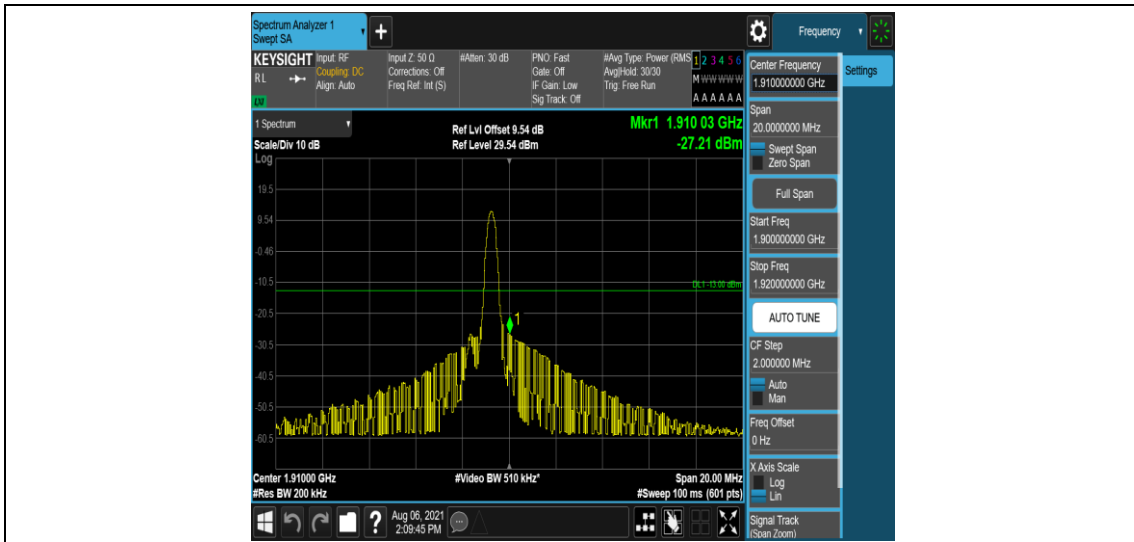 Spectrum Analyzer 1
Swept SA
+
Frequency
KEYSIGHT
RL
LM
Input: RF
Coupling: DC
Align: Auto
Input Z: 50 Ω
Corrections: Off
Freq Ref: Int (S)
#Atten: 30 dB
PNO: Fast
Gate: Off
IF Gain: Low
Sig Track: Off
#Avg Type: Power (RMS
Avg|Hold: 30/30
Trig: Free Run
1 2 3 4 5 6
M W W W W W
A A A A A A
1 Spectrum
Scale/Div 10 dB
Ref Lvl Offset 9.54 dB
Ref Level 29.54 dBm
Mkr1 1.910 03 GHz
-27.21 dBm
Log
19.5
9.54
-0.46
-10.5
DL1 -13.00 dBm
-20.5
1
-30.5
-40.5
-50.5
-60.5
Center 1.91000 GHz
#Res BW 200 kHz
#Video BW 510 kHz*
Span 20.00 MHz
#Sweep 100 ms (601 pts)
Center Frequency
1.910000000 GHz
Settings
Span
20.0000000 MHz
Swept Span
Zero Span
Full Span
Start Freq
1.900000000 GHz
Stop Freq
1.920000000 GHz
AUTO TUNE
CF Step
2.000000 MHz
Auto
Man
Freq Offset
0 Hz
X Axis Scale
Log
Lin
Signal Track
(Span Zoom)
?
Aug 06, 2021
2:09:45 PM